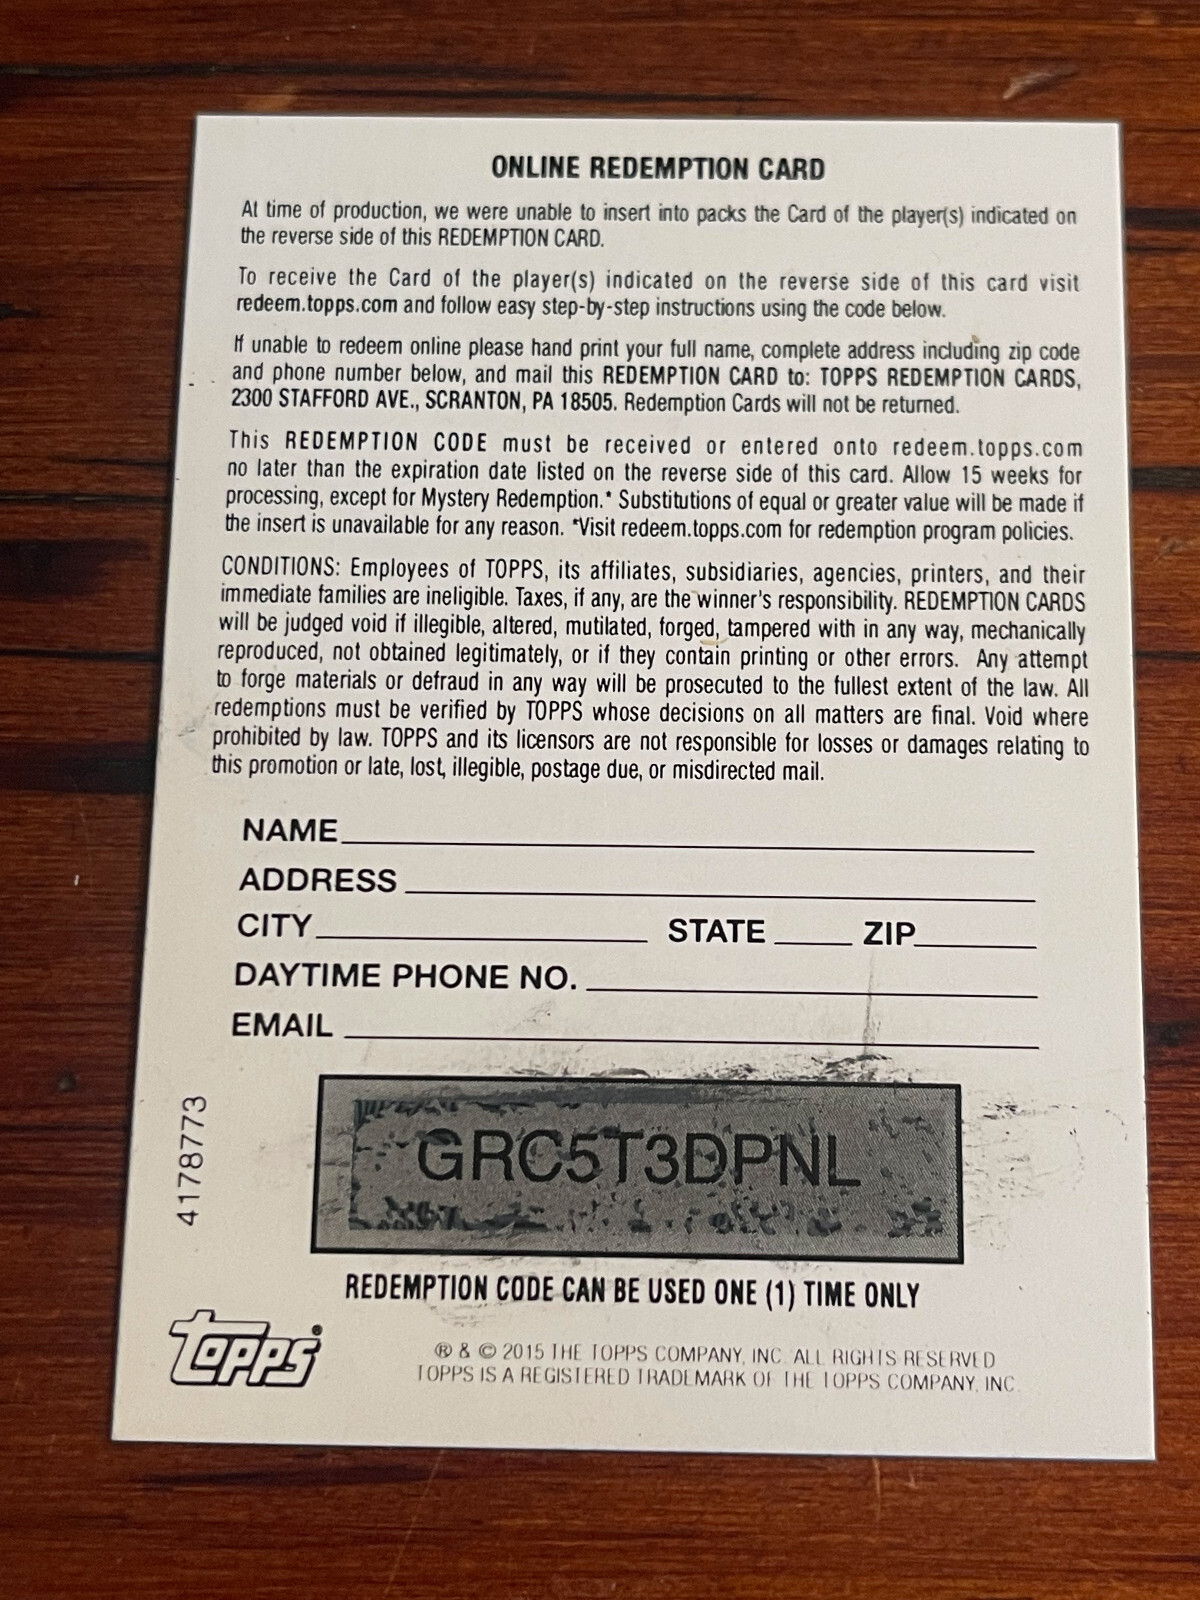 ONLINE REDEMPTION CARD
At time of production, we were unable to insert into packs the Card of the player(s) indicated on
the reverse side of this REDEMPTION CARD.
To receive the Card of the player(s) indicated on the reverse side of this card visit
redeem.topps.com and follow easy step-by-step instructions using the code below.
If unable to redeem online please hand print your full name, complete address including zip code
and phone number below, and mail this REDEMPTION CARD to: TOPPS REDEMPTION CARDS,
2300 STAFFORD AVE., SCRANTON, PA 18505. Redemption Cards will not be returned.
This REDEMPTION CODE must be received or entered onto redeem.topps.com
no later than the expiration date listed on the reverse side of this card. Allow 15 weeks for
processing, except for Mystery Redemption.* Substitutions of equal or greater value will be made if
the insert is unavailable for any reason. *Visit redeem.topps.com for redemption program policies.
CONDITIONS: Employees of TOPPS, its affiliates, subsidiaries, agencies, printers, and their
immediate families are ineligible. Taxes, if any, are the winner's responsibility. REDEMPTION CARDS
will be judged void if illegible, altered, mutilated, forged, tampered with in any way, mechanically
reproduced, not obtained legitimately, or if they contain printing or other errors. Any attempt
to forge materials or defraud in any way will be prosecuted to the fullest extent of the law. All
redemptions must be verified by TOPPS whose decisions on all matters are final. Void where
prohibited by law. TOPPS and its licensors are not responsible for losses or damages relating to
this promotion or late, lost, illegible, postage due, or misdirected mail.
NAME
ADDRESS
CITY STATE ZIP
DAYTIME PHONE NO.
EMAIL
4178773
GRC5T3DPNL
REDEMPTION CODE CAN BE USED ONE (1) TIME ONLY
Topps®
® & © 2015 THE TOPPS COMPANY, INC. ALL RIGHTS RESERVED
TOPPS IS A REGISTERED TRADEMARK OF THE TOPPS COMPANY, INC.